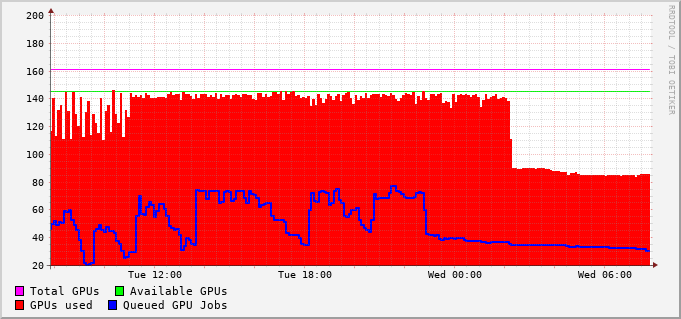 200
180
160
140
120
100
80
60
40
20
Tue 12:00 Tue 18:00 Wed 00:00 Wed 06:00
Total GPUs Available GPUs
GPUs used Queued GPU Jobs
RRDTOOL / TOBI OETIKER